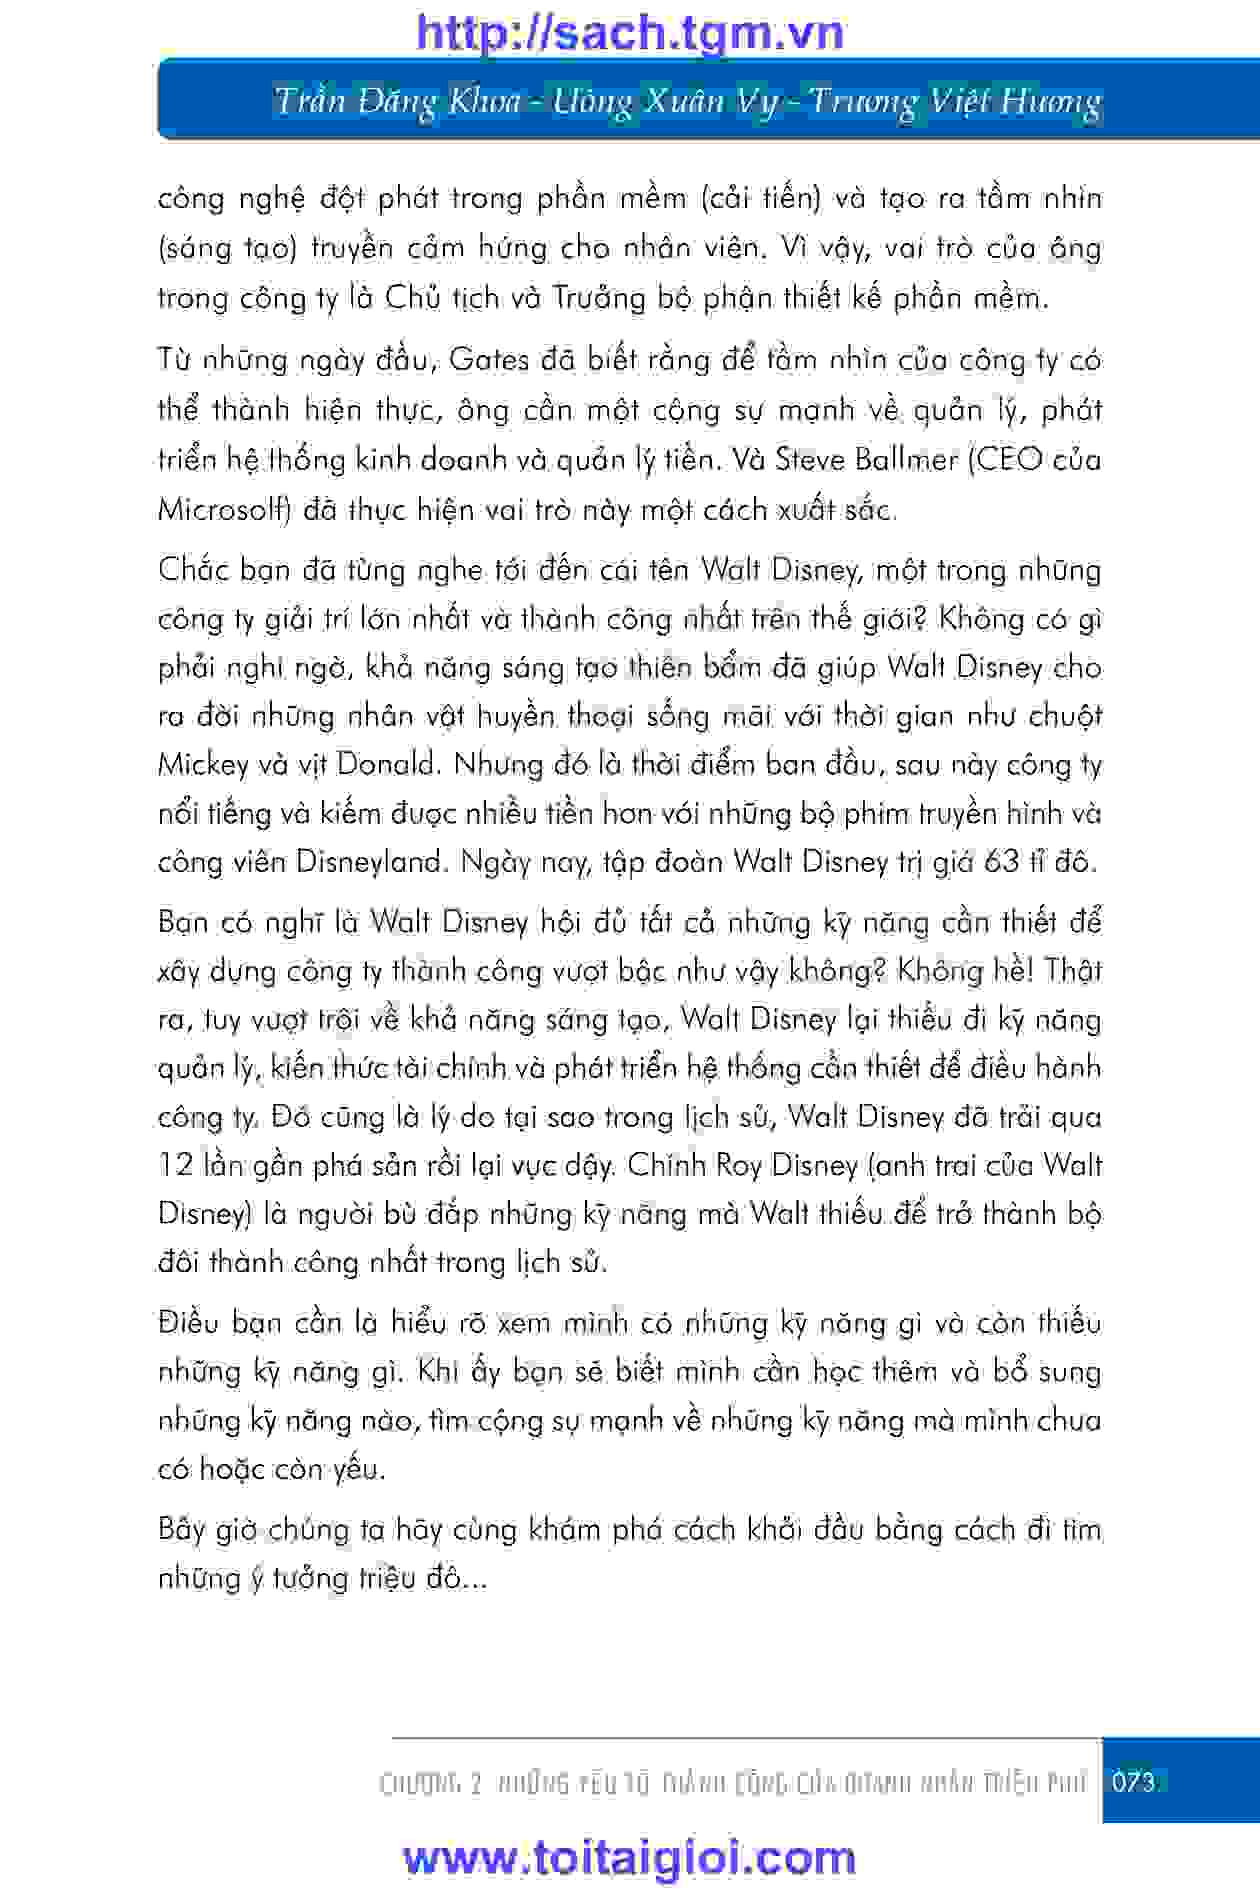 http://sach.tgm.vn
Trần Đăng Khoa - Uông Xuân Vy - Trương Việt Hương
công nghệ đột phát trong phần mềm (cải tiến) và tạo ra tầm nhìn
(sáng tạo) truyền cảm hứng cho nhân viên. Vì vậy, vai trò của ông
trong công ty là Chủ tịch và Trưởng bộ phận thiết kế phần mềm.
Từ những ngày đầu, Gates đã biết rằng để tầm nhìn của công ty có
thể thành hiện thực, ông cần một cộng sự mạnh về quản lý, phát
triển hệ thống kinh doanh và quản lý tiền. Và Steve Ballmer (CEO của
Microsolf) đã thực hiện vai trò này một cách xuất sắc.
Chắc bạn đã từng nghe tới đến cái tên Walt Disney, một trong những
công ty giải trí lớn nhất và thành công nhất trên thế giới? Không có gì
phải nghi ngờ, khả năng sáng tạo thiên bẩm đã giúp Walt Disney cho
ra đời những nhân vật huyền thoại sống mãi với thời gian như chuột
Mickey và vịt Donald. Nhưng đó là thời điểm ban đầu, sau này công ty
nổi tiếng và kiếm được nhiều tiền hơn với những bộ phim truyền hình và
công viên Disneyland. Ngày nay, tập đoàn Walt Disney trị giá 63 tỉ đô.
Bạn có nghĩ là Walt Disney hội đủ tất cả những kỹ năng cần thiết để
xây dựng công ty thành công vượt bậc như vậy không? Không hề! Thật
ra, tuy vượt trội về khả năng sáng tạo, Walt Disney lại thiếu đi kỹ năng
quản lý, kiến thức tài chính và phát triển hệ thống cần thiết để điều hành
công ty. Đó cũng là lý do tại sao trong lịch sử, Walt Disney đã trải qua
12 lần gần phá sản rồi lại vực dậy. Chính Roy Disney (anh trai của Walt
Disney) là người bù đắp những kỹ năng mà Walt thiếu để trở thành bộ
đôi thành công nhất trong lịch sử.
Điều bạn cần là hiểu rõ xem mình có những kỹ năng gì và còn thiếu
những kỹ năng gì. Khi ấy bạn sẽ biết mình cần học thêm và bổ sung
những kỹ năng nào, tìm cộng sự mạnh về những kỹ năng mà mình chưa
có hoặc còn yếu.
Bây giờ chúng ta hãy cùng khám phá cách khởi đầu bằng cách đi tìm
những ý tưởng triệu đô...
CHƯƠNG 2 NHỮNG YẾU TỐ THÀNH CÔNG CỦA DOANH NHÂN TRIỆU PHÚ 073
www.toitaigioi.com